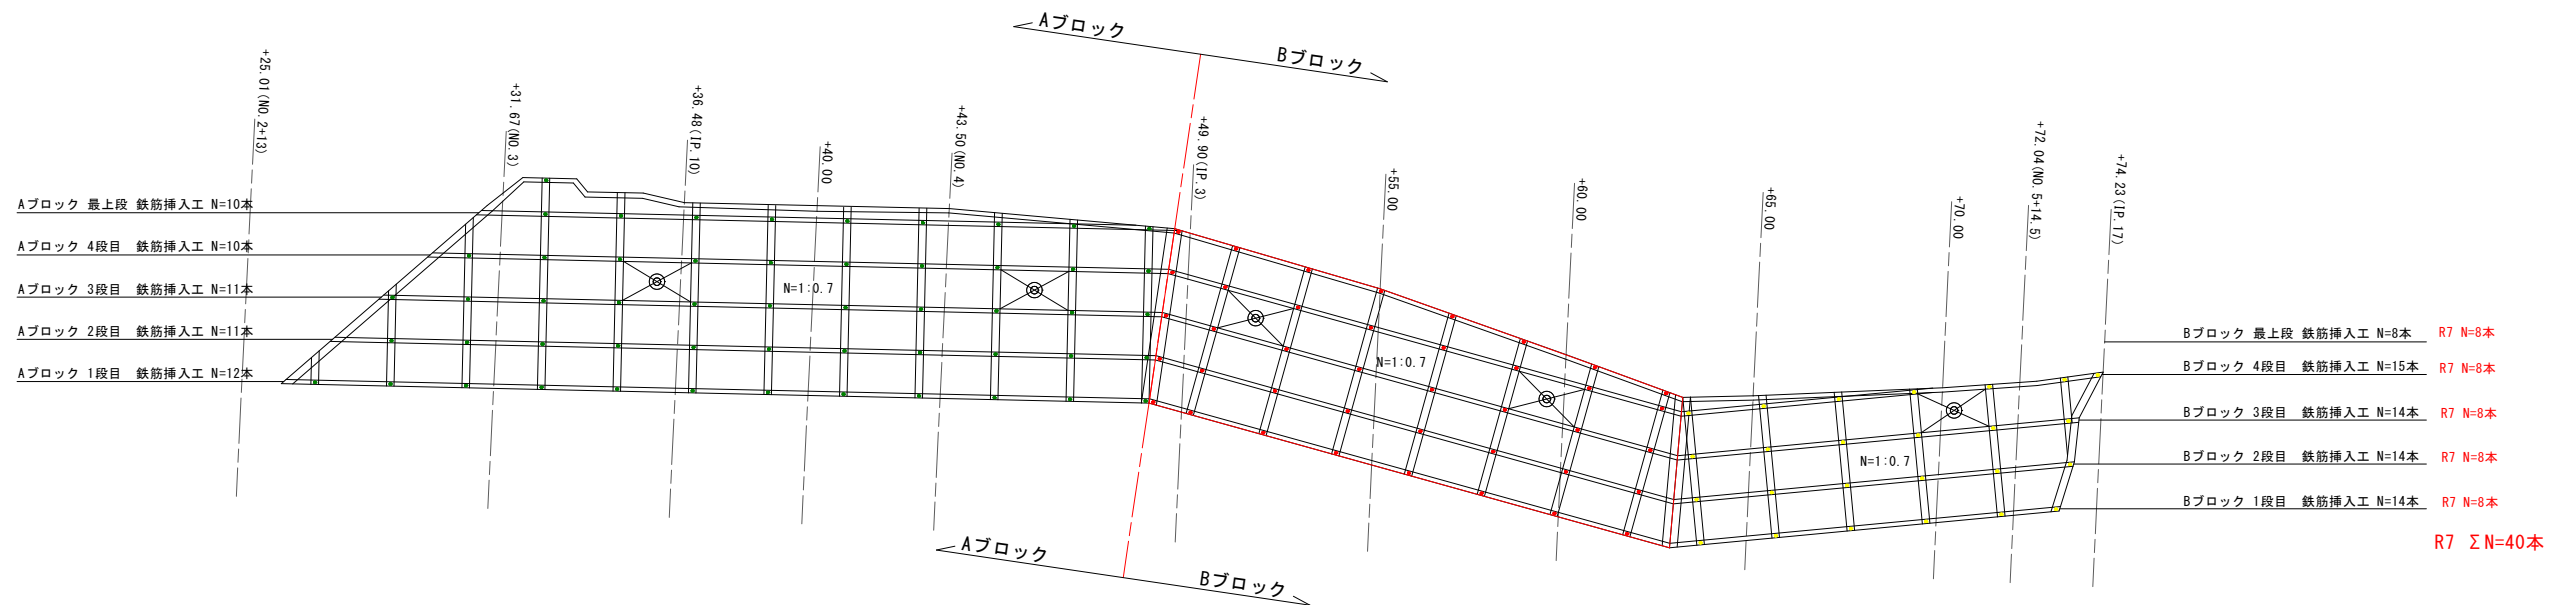 Aブロック
Bブロック
+25.01(NO.2+13)
+31.67(NO.3)
+36.48(IP.10)
+40.00
+43.50(NO.4)
+49.90(IP.3)
+55.00
+60.00
+65.00
+70.00
+72.04(NO.5+14.5)
+74.23(IP.17)
Aブロック 最上段 鉄筋挿入工 N=10本
Aブロック 4段目 鉄筋挿入工 N=10本
Aブロック 3段目 鉄筋挿入工 N=11本
Aブロック 2段目 鉄筋挿入工 N=11本
Aブロック 1段目 鉄筋挿入工 N=12本
N=1:0.7
N=1:0.7
N=1:0.7
Bブロック 最上段 鉄筋挿入工 N=8本 R7 N=8本
Bブロック 4段目 鉄筋挿入工 N=15本 R7 N=8本
Bブロック 3段目 鉄筋挿入工 N=14本 R7 N=8本
Bブロック 2段目 鉄筋挿入工 N=14本 R7 N=8本
Bブロック 1段目 鉄筋挿入工 N=14本 R7 N=8本
R7 ΣN=40本
Aブロック
Bブロック